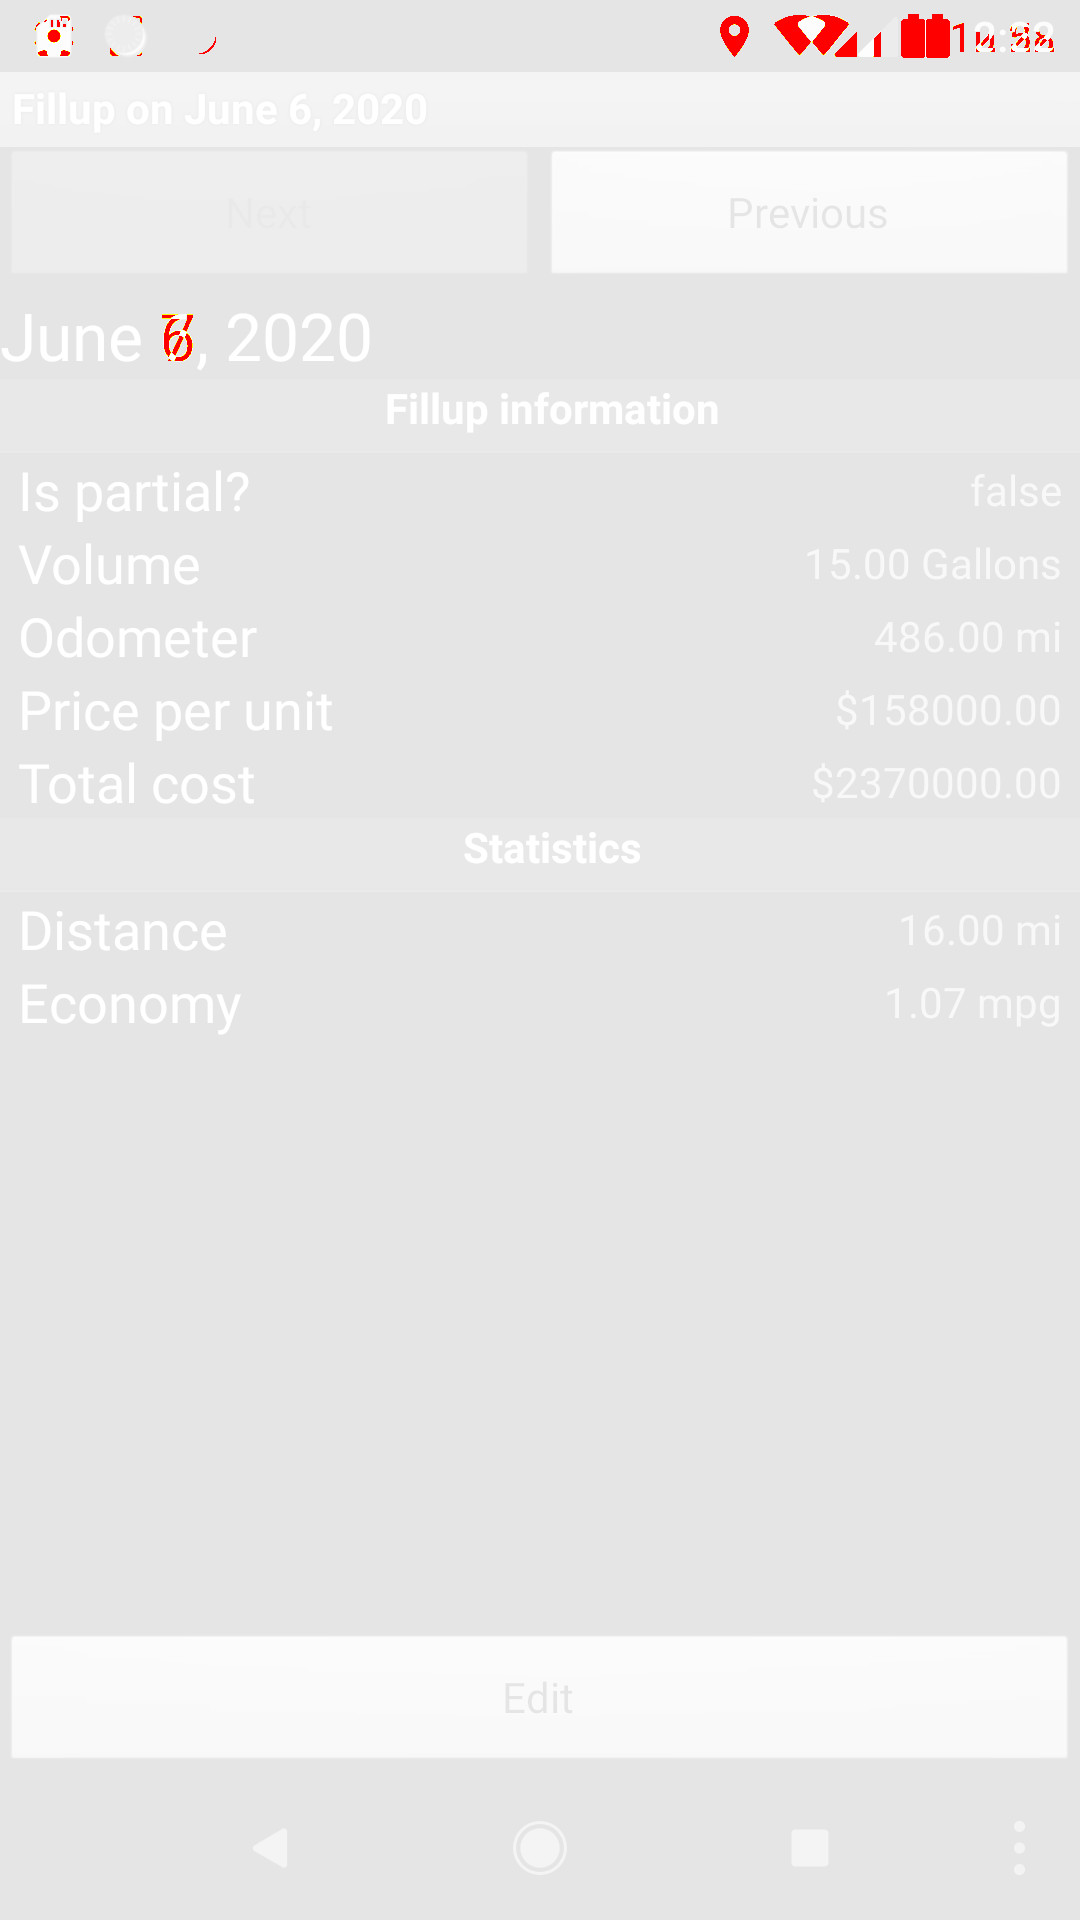 Fillup on June 6, 2020
Next
Previous
June , 2020
Fillup information
Is partial? false
Volume 15.00 Gallons
Odometer 486.00 mi
Price per unit $158000.00
Total cost $2370000.00
Statistics
Distance 16.00 mi
Economy 1.07 mpg
Edit